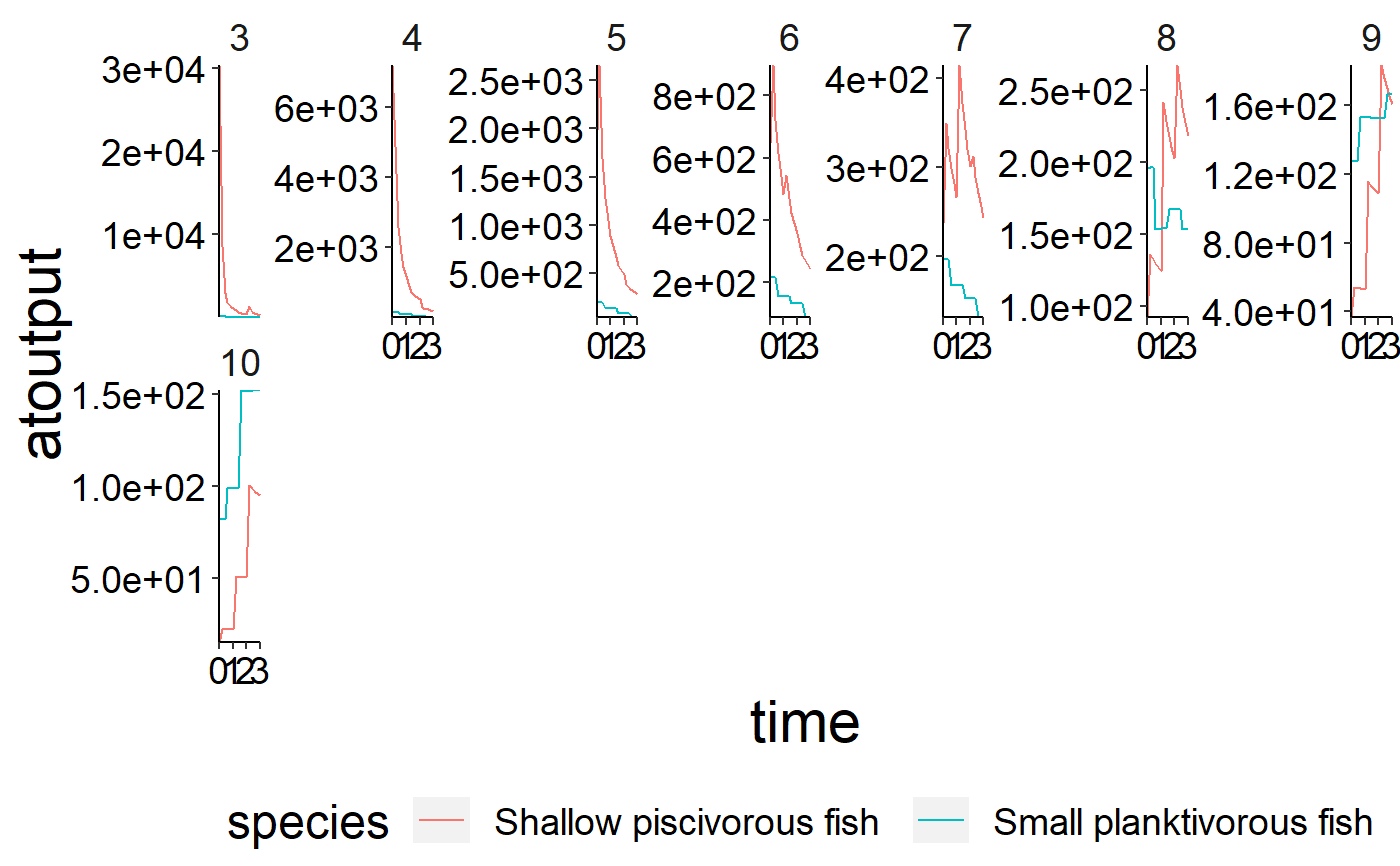 3 4 5 6 7 8 9
3e+04 2e+04 1e+04
6e+03 4e+03 2e+03
2.5e+03 2.0e+03 1.5e+03 1.0e+03 5.0e+02
8e+02 6e+02 4e+02 2e+02
4e+02 3e+02 2e+02
2.5e+02 2.0e+02 1.5e+02 1.0e+02
1.6e+02 1.2e+02 8.0e+01 4.0e+01
0123 0123 0123 0123 0123 0123
10
1.5e+02
1.0e+02
5.0e+01
0123
atoutput
time
species Shallow piscivorous fish Small planktivorous fish